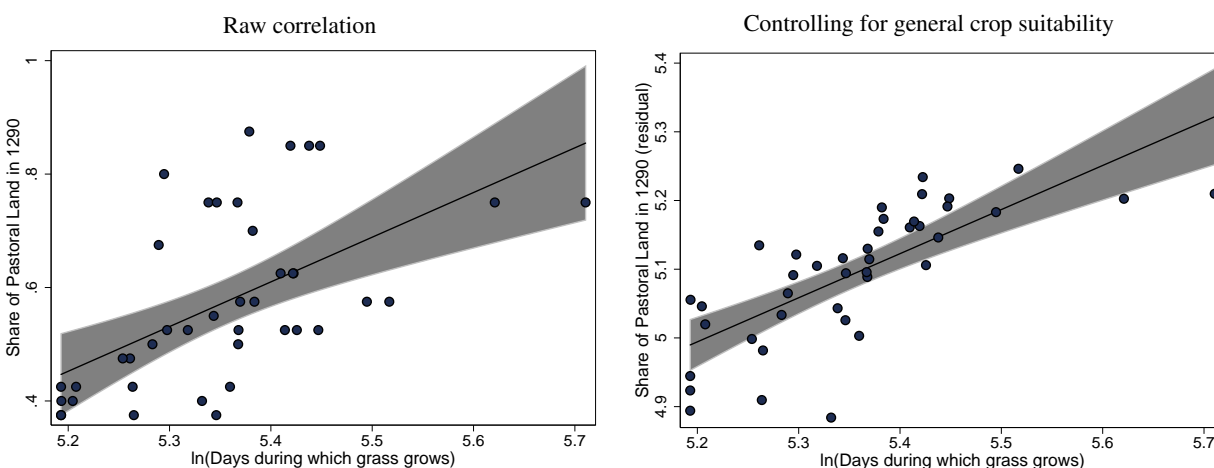 Raw correlation
Share of Pastoral Land in 1290
1
.8
.6
.4
5.2 5.3 5.4 5.5 5.6 5.7
ln(Days during which grass grows)
Controlling for general crop suitability
Share of Pastoral Land in 1290 (residual)
5.4
5.3
5.2
5.1
5
4.9
5.2 5.3 5.4 5.5 5.6 5.7
ln(Days during which grass grows)